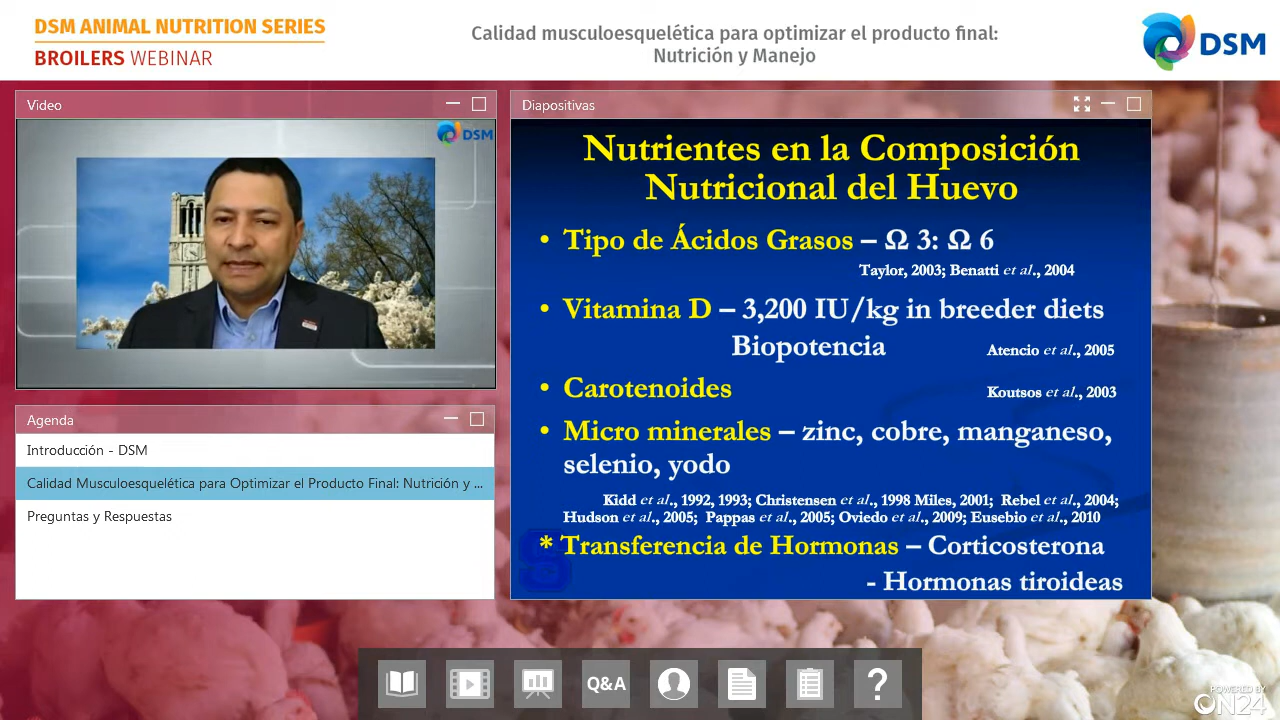 DSM ANIMAL NUTRITION SERIES
BROILERS WEBINAR
Calidad musculoesquelética para optimizar el producto final:
Nutrición y Manejo
DSM
Video
DSM
Agenda
Introducción - DSM
Calidad Musculoesquelética para Optimizar el Producto Final: Nutrición y ...
Preguntas y Respuestas
Diapositivas
Nutrientes en la Composición
Nutricional del Huevo
• Tipo de Ácidos Grasos – Ω 3: Ω 6
Taylor, 2003; Benatti et al., 2004
• Vitamina D – 3,200 IU/kg in breeder diets
Biopotencia Atencio et al., 2005
• Carotenoides Koutsos et al., 2003
• Micro minerales – zinc, cobre, manganeso,
selenio, yodo
Kidd et al., 1992, 1993; Christensen et al., 1998 Miles, 2001; Rebel et al., 2004;
Hudson et al., 2005; Pappas et al., 2005; Oviedo et al., 2009; Eusebio et al., 2010
* Transferencia de Hormonas – Corticosterona
- Hormonas tiroideas
Q&A
?
POWERED BY
ON24